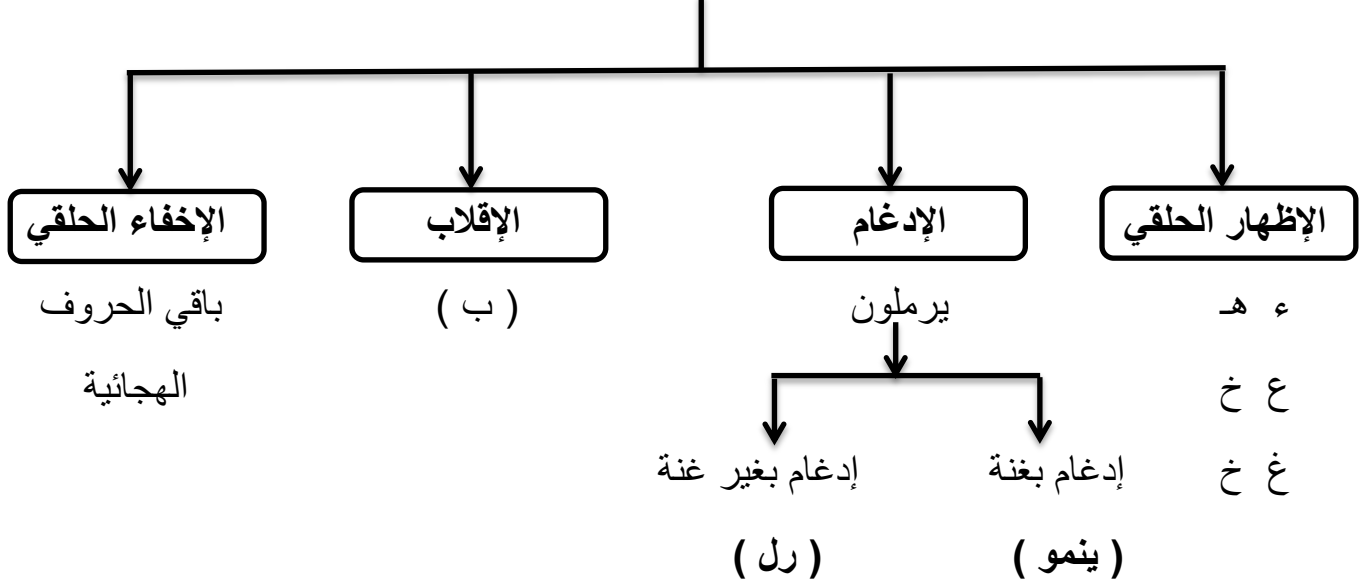 الإظهار الحلقي
ء هـ
ع خ
غ خ
الإدغام
يرملون
إدغام بغنة
( ينمو )
إدغام بغير غنة
( رل )
الإقلاب
( ب )
الإخفاء الحلقي
باقي الحروف
الهجائية